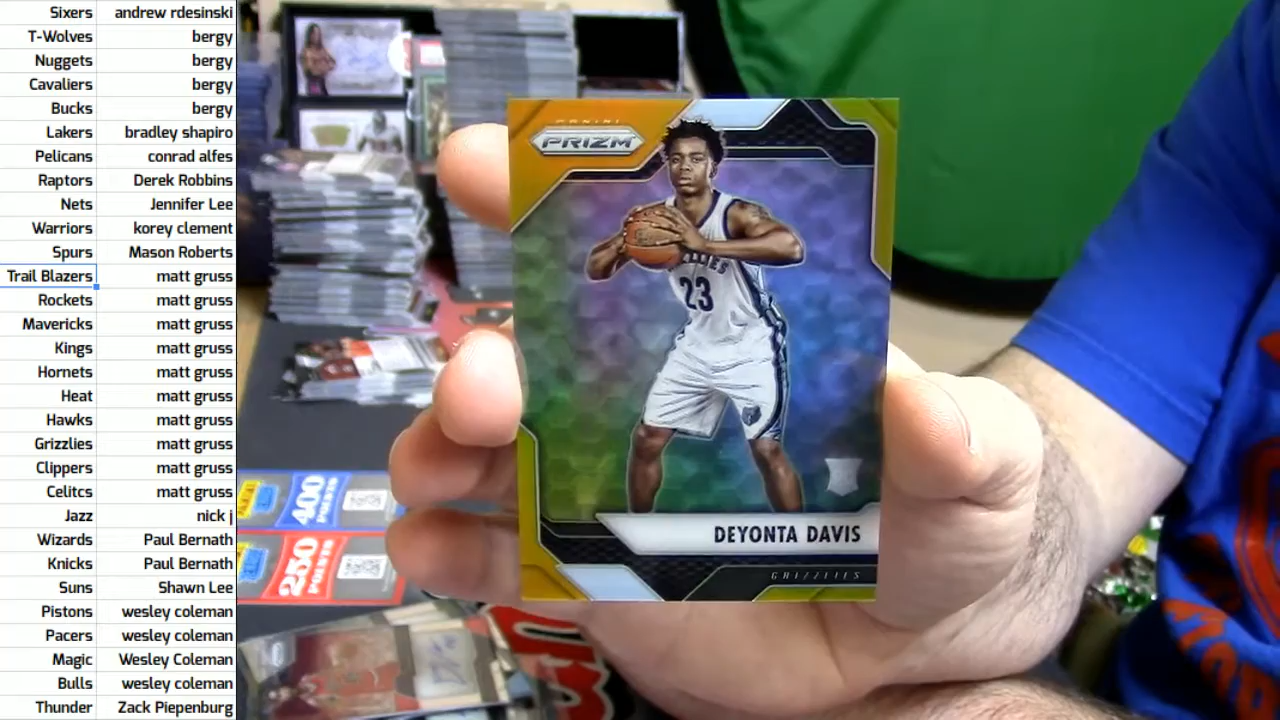 Sixers andrew rdesinski
T-Wolves bergy
Nuggets bergy
Cavaliers bergy
Bucks bergy
Lakers bradley shapiro
Pelicans conrad alfes
Raptors Derek Robbins
Nets Jennifer Lee
Warriors korey clement
Spurs Mason Roberts
Trail Blazers matt gruss
Rockets matt gruss
Mavericks matt gruss
Kings matt gruss
Hornets matt gruss
Heat matt gruss
Hawks matt gruss
Grizzlies matt gruss
Clippers matt gruss
Celitcs matt gruss
Jazz nick j
Wizards Paul Bernath
Knicks Paul Bernath
Suns Shawn Lee
Pistons wesley coleman
Pacers wesley coleman
Magic Wesley Coleman
Bulls wesley coleman
Thunder Zack Piepenburg
PANINI
PRIZM
23
DEYONTA DAVIS
GRIZZLIES
400
POINTS
250
POINTS